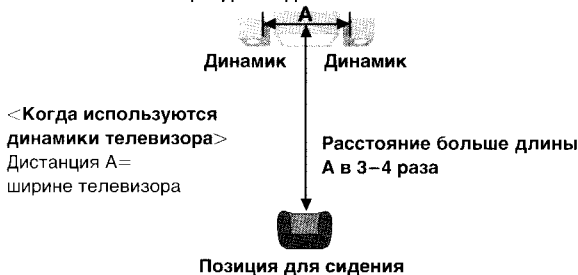 А
Динамик Динамик
<Когда используются
динамики телевизора>
Дистанция А=
ширине телевизора
Расстояние больше длины
А в 3–4 раза
Позиция для сидения